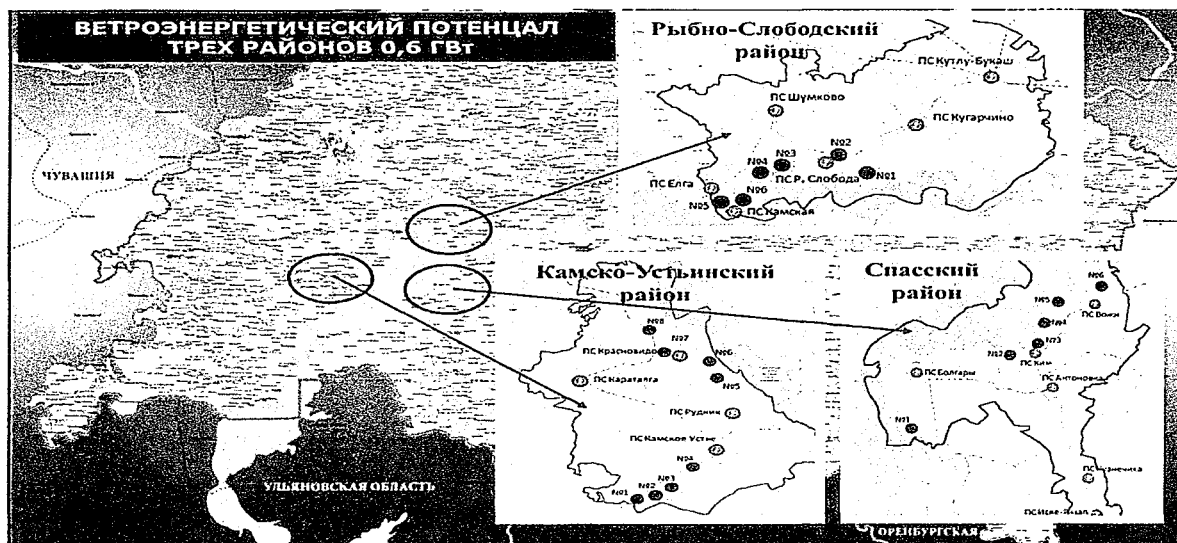 ВЕТРОЭНЕРГЕТИЧЕСКИЙ ПОТЕНЦАЛ
ТРЕХ РАЙОНОВ 0,6 ГВт
ЧУВАШИЯ
УЛЬЯНОВСКАЯ ОБЛАСТЬ
ОРЕНБУРГСКАЯ
Рыбно-Слободский
район
ПС Кутлу-Букаш
ПС Шумково
ПС Кугарчино
№2
№3
№4
ПС Р. Слобода
№1
ПС Елга
№6
№5
ПС Камская
Камско-Устьинский
район
№8
№7
ПС Красновидо
№6
ПС Караталга
№5
ПС Рудник
ПС Камское Устье
№4
№3
№2
№1
Спасский
район
№6
№5
ПС Вожи
№4
№3
№2
ПС Ким
ПС Болгары
ПС Антоновка
№1